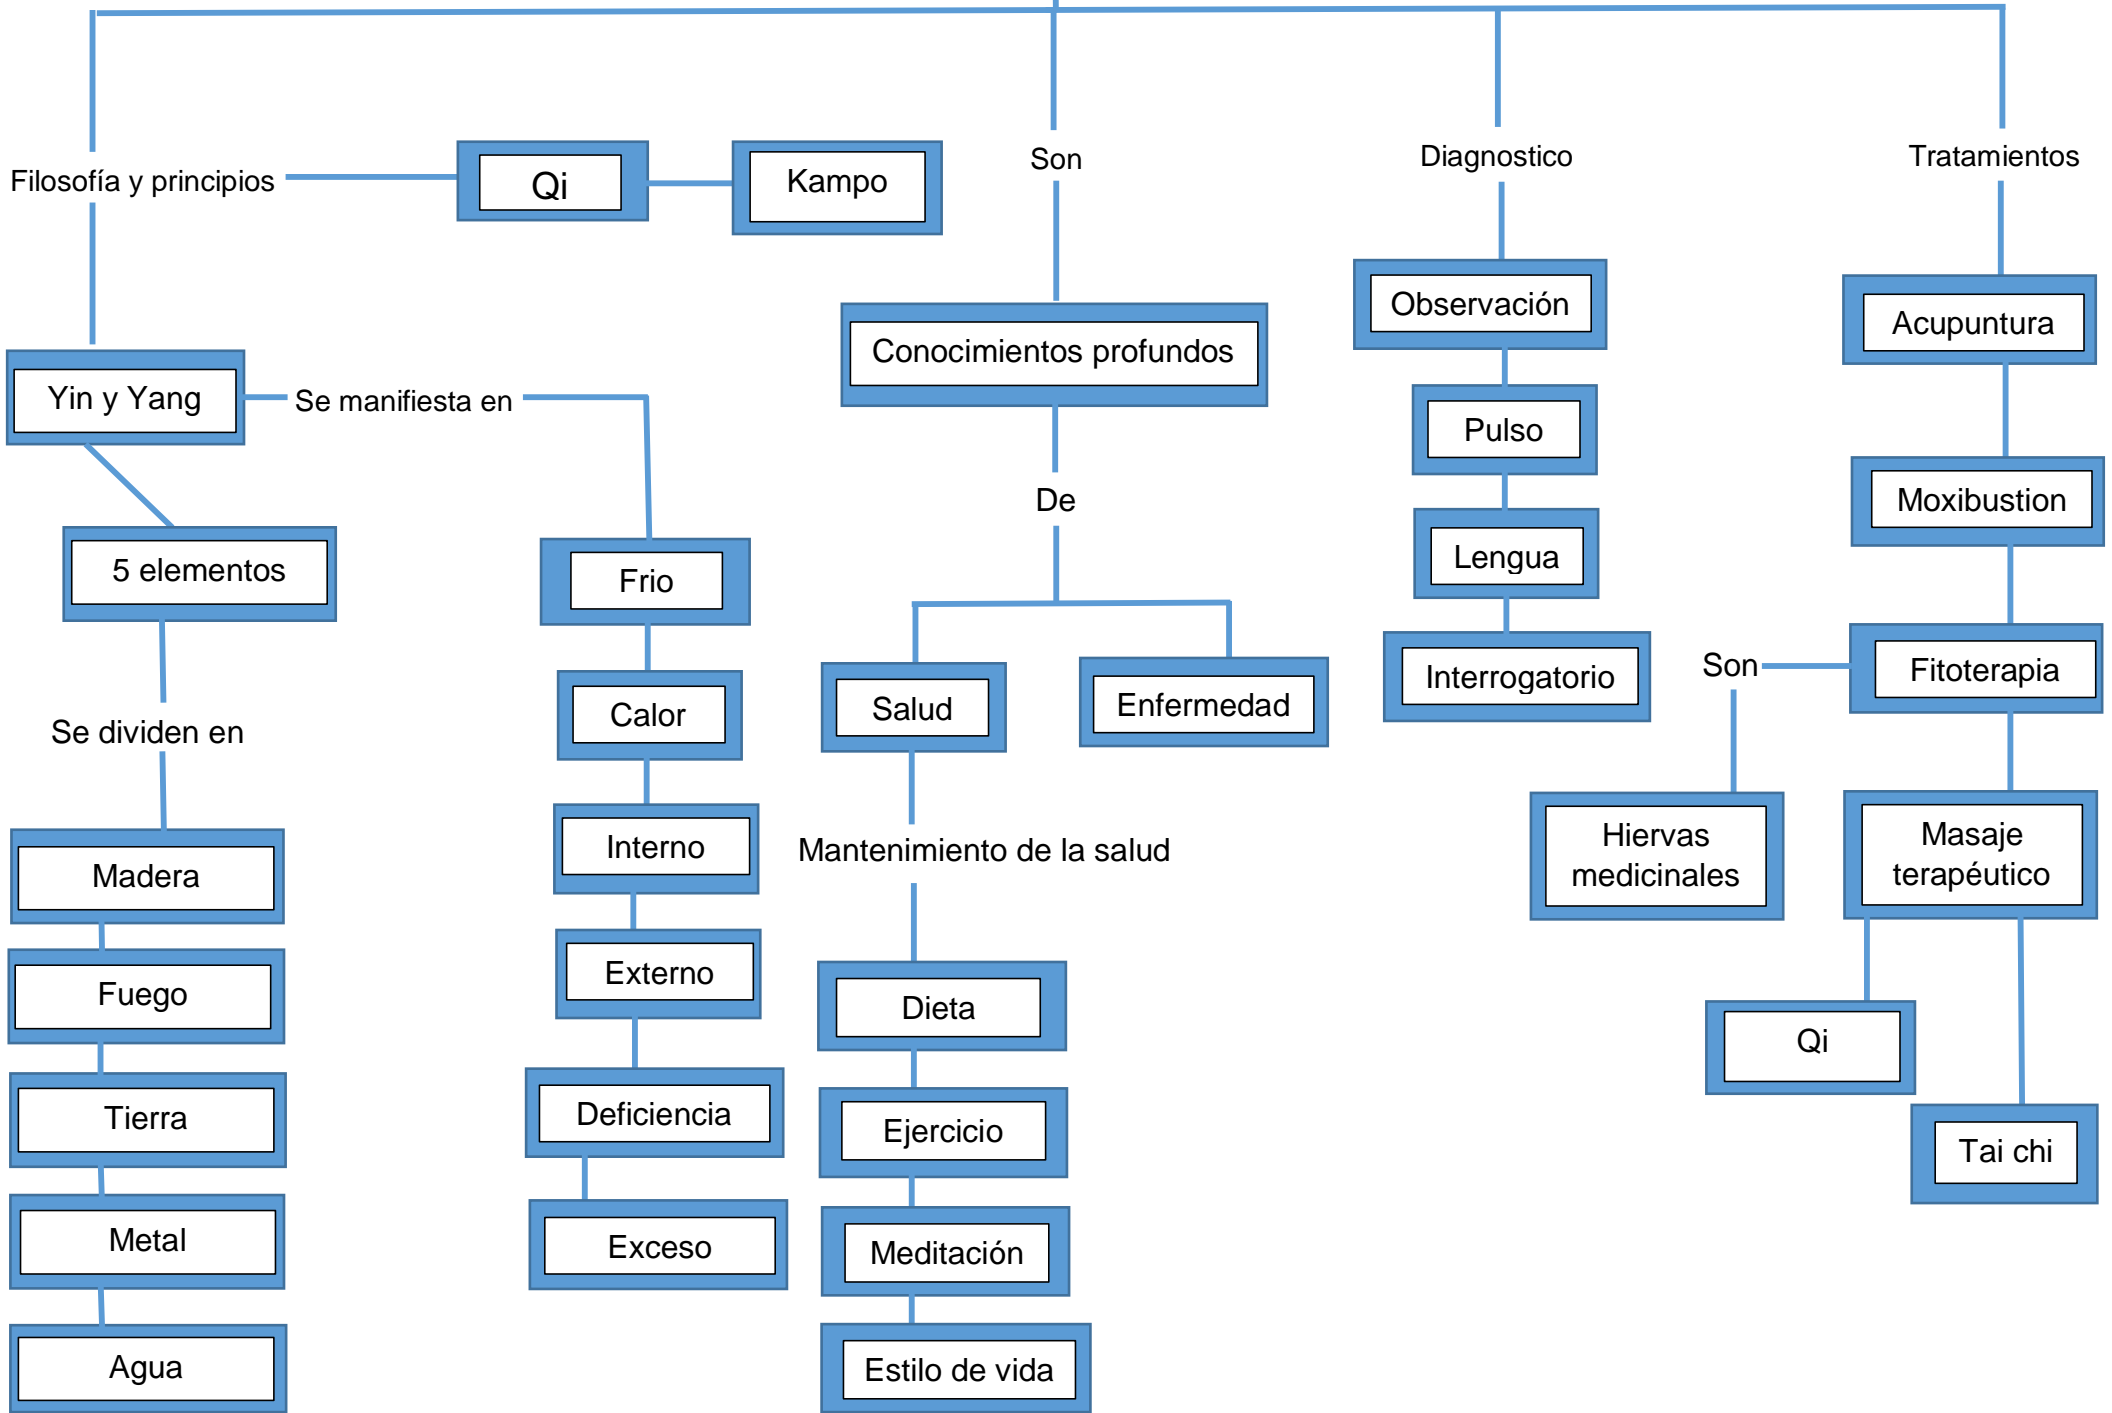 Filosofía y principios
Qi
Kampo
Son
Diagnostico
Tratamientos
Yin y Yang
Se manifiesta en
Conocimientos profundos
Observación
Acupuntura
Pulso
Moxibustion
De
5 elementos
Frio
Lengua
Interrogatorio
Son
Fitoterapia
Salud
Enfermedad
Calor
Se dividen en
Mantenimiento de la salud
Interno
Madera
Hiervas
medicinales
Masaje
terapéutico
Externo
Fuego
Dieta
Qi
Deficiencia
Tierra
Ejercicio
Tai chi
Exceso
Metal
Meditación
Agua
Estilo de vida